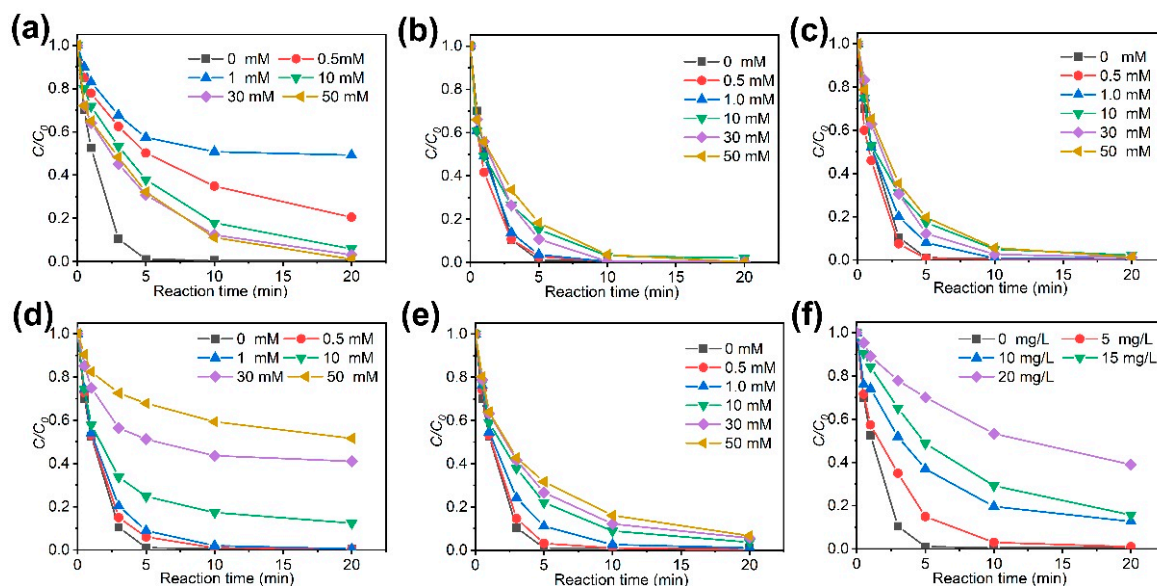 (a)
1.0
0.8
0.6
0.4
0.2
0.0
C/C0
0 mM 0.5mM
1 mM 10 mM
30 mM 50 mM
0 5 10 15 20
Reaction time (min)
(b)
1.0
0.8
0.6
0.4
0.2
0.0
C/C0
0 mM
0.5 mM
1.0 mM
10 mM
30 mM
50 mM
0 5 10 15 20
Reaction time (min)
(c)
1.0
0.8
0.6
0.4
0.2
0.0
C/C0
0 mM
0.5 mM
1.0 mM
10 mM
30 mM
50 mM
0 5 10 15 20
Reaction time (min)
(d)
1.0
0.8
0.6
0.4
0.2
0.0
C/C0
0 mM 0.5 mM
1 mM 10 mM
30 mM 50 mM
0 5 10 15 20
Reaction time (min)
(e)
1.0
0.8
0.6
0.4
0.2
0.0
C/C0
0 mM
0.5 mM
1.0 mM
10 mM
30 mM
50 mM
0 5 10 15 20
Reaction time (min)
(f)
1.0
0.8
0.6
0.4
0.2
0.0
C/C0
0 mg/L 5 mg/L
10 mg/L 15 mg/L
20 mg/L
0 5 10 15 20
Reaction time (min)